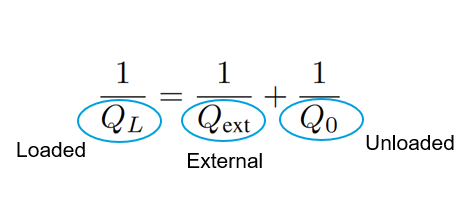 1/Q_L = 1/Q_ext + 1/Q_0
Loaded
External
Unloaded